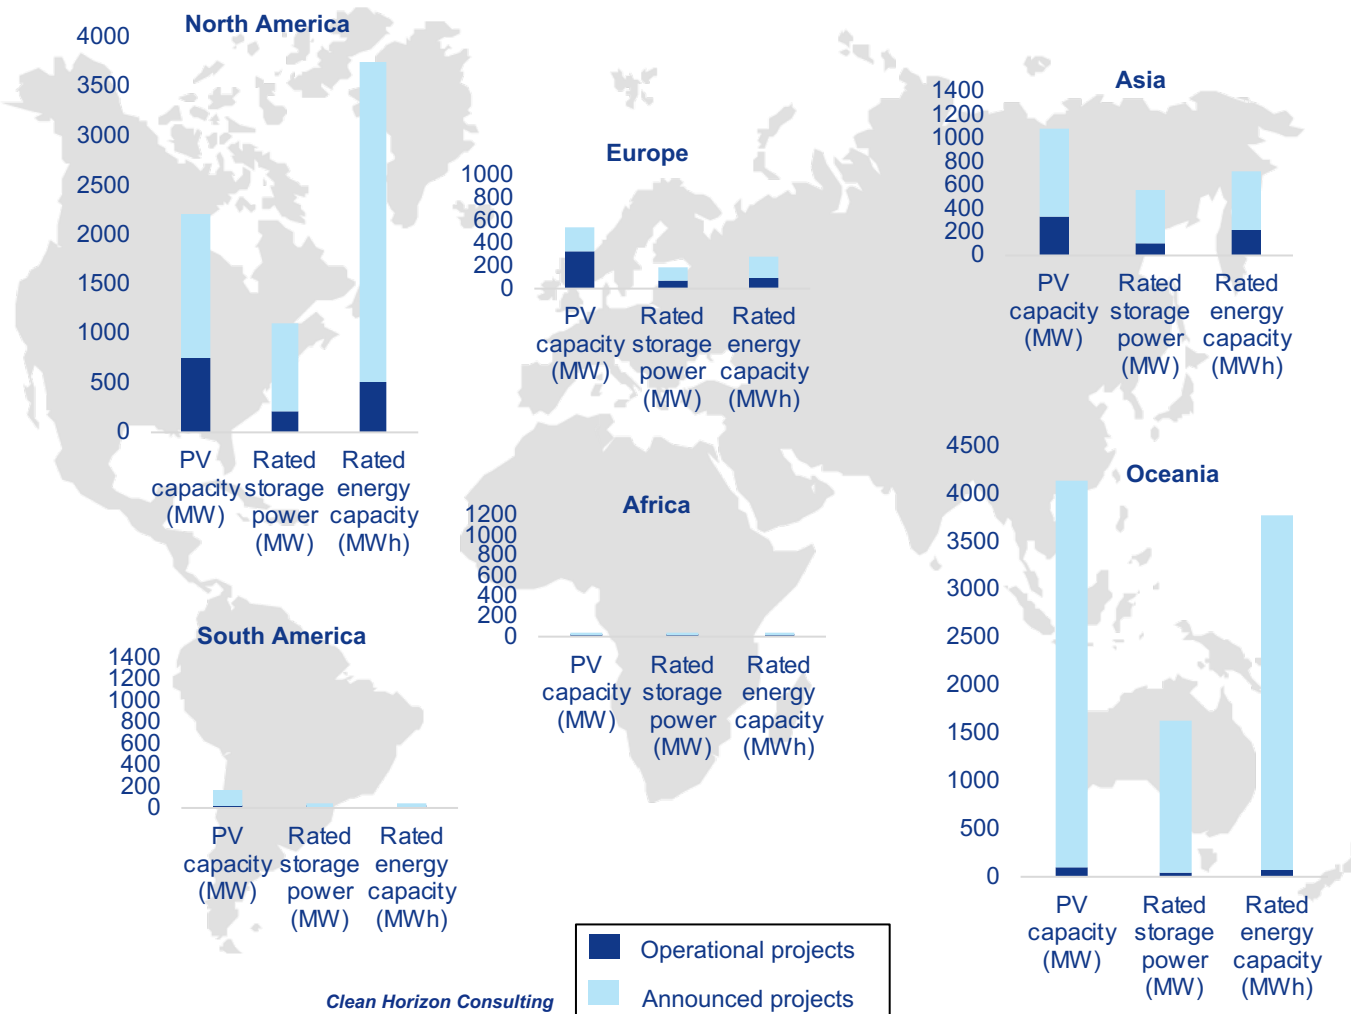 North America
4000
3500
3000
2500
2000
1500
1000
500
0
PV Rated Rated
capacity storage energy
(MW) power capacity
(MW) (MWh)
Europe
1000
800
600
400
200
0
PV Rated Rated
capacity storage energy
(MW) power capacity
(MW) (MWh)
Asia
1400
1200
1000
800
600
400
200
0
PV Rated Rated
capacity storage energy
(MW) power capacity
(MW) (MWh)
South America
1400
1200
1000
800
600
400
200
0
PV Rated Rated
capacity storage energy
(MW) power capacity
(MW) (MWh)
Africa
1200
1000
800
600
400
200
0
PV Rated Rated
capacity storage energy
(MW) power capacity
(MW) (MWh)
Oceania
4500
4000
3500
3000
2500
2000
1500
1000
500
0
PV Rated Rated
capacity storage energy
(MW) power capacity
(MW) (MWh)
Operational projects
Announced projects
Clean Horizon Consulting